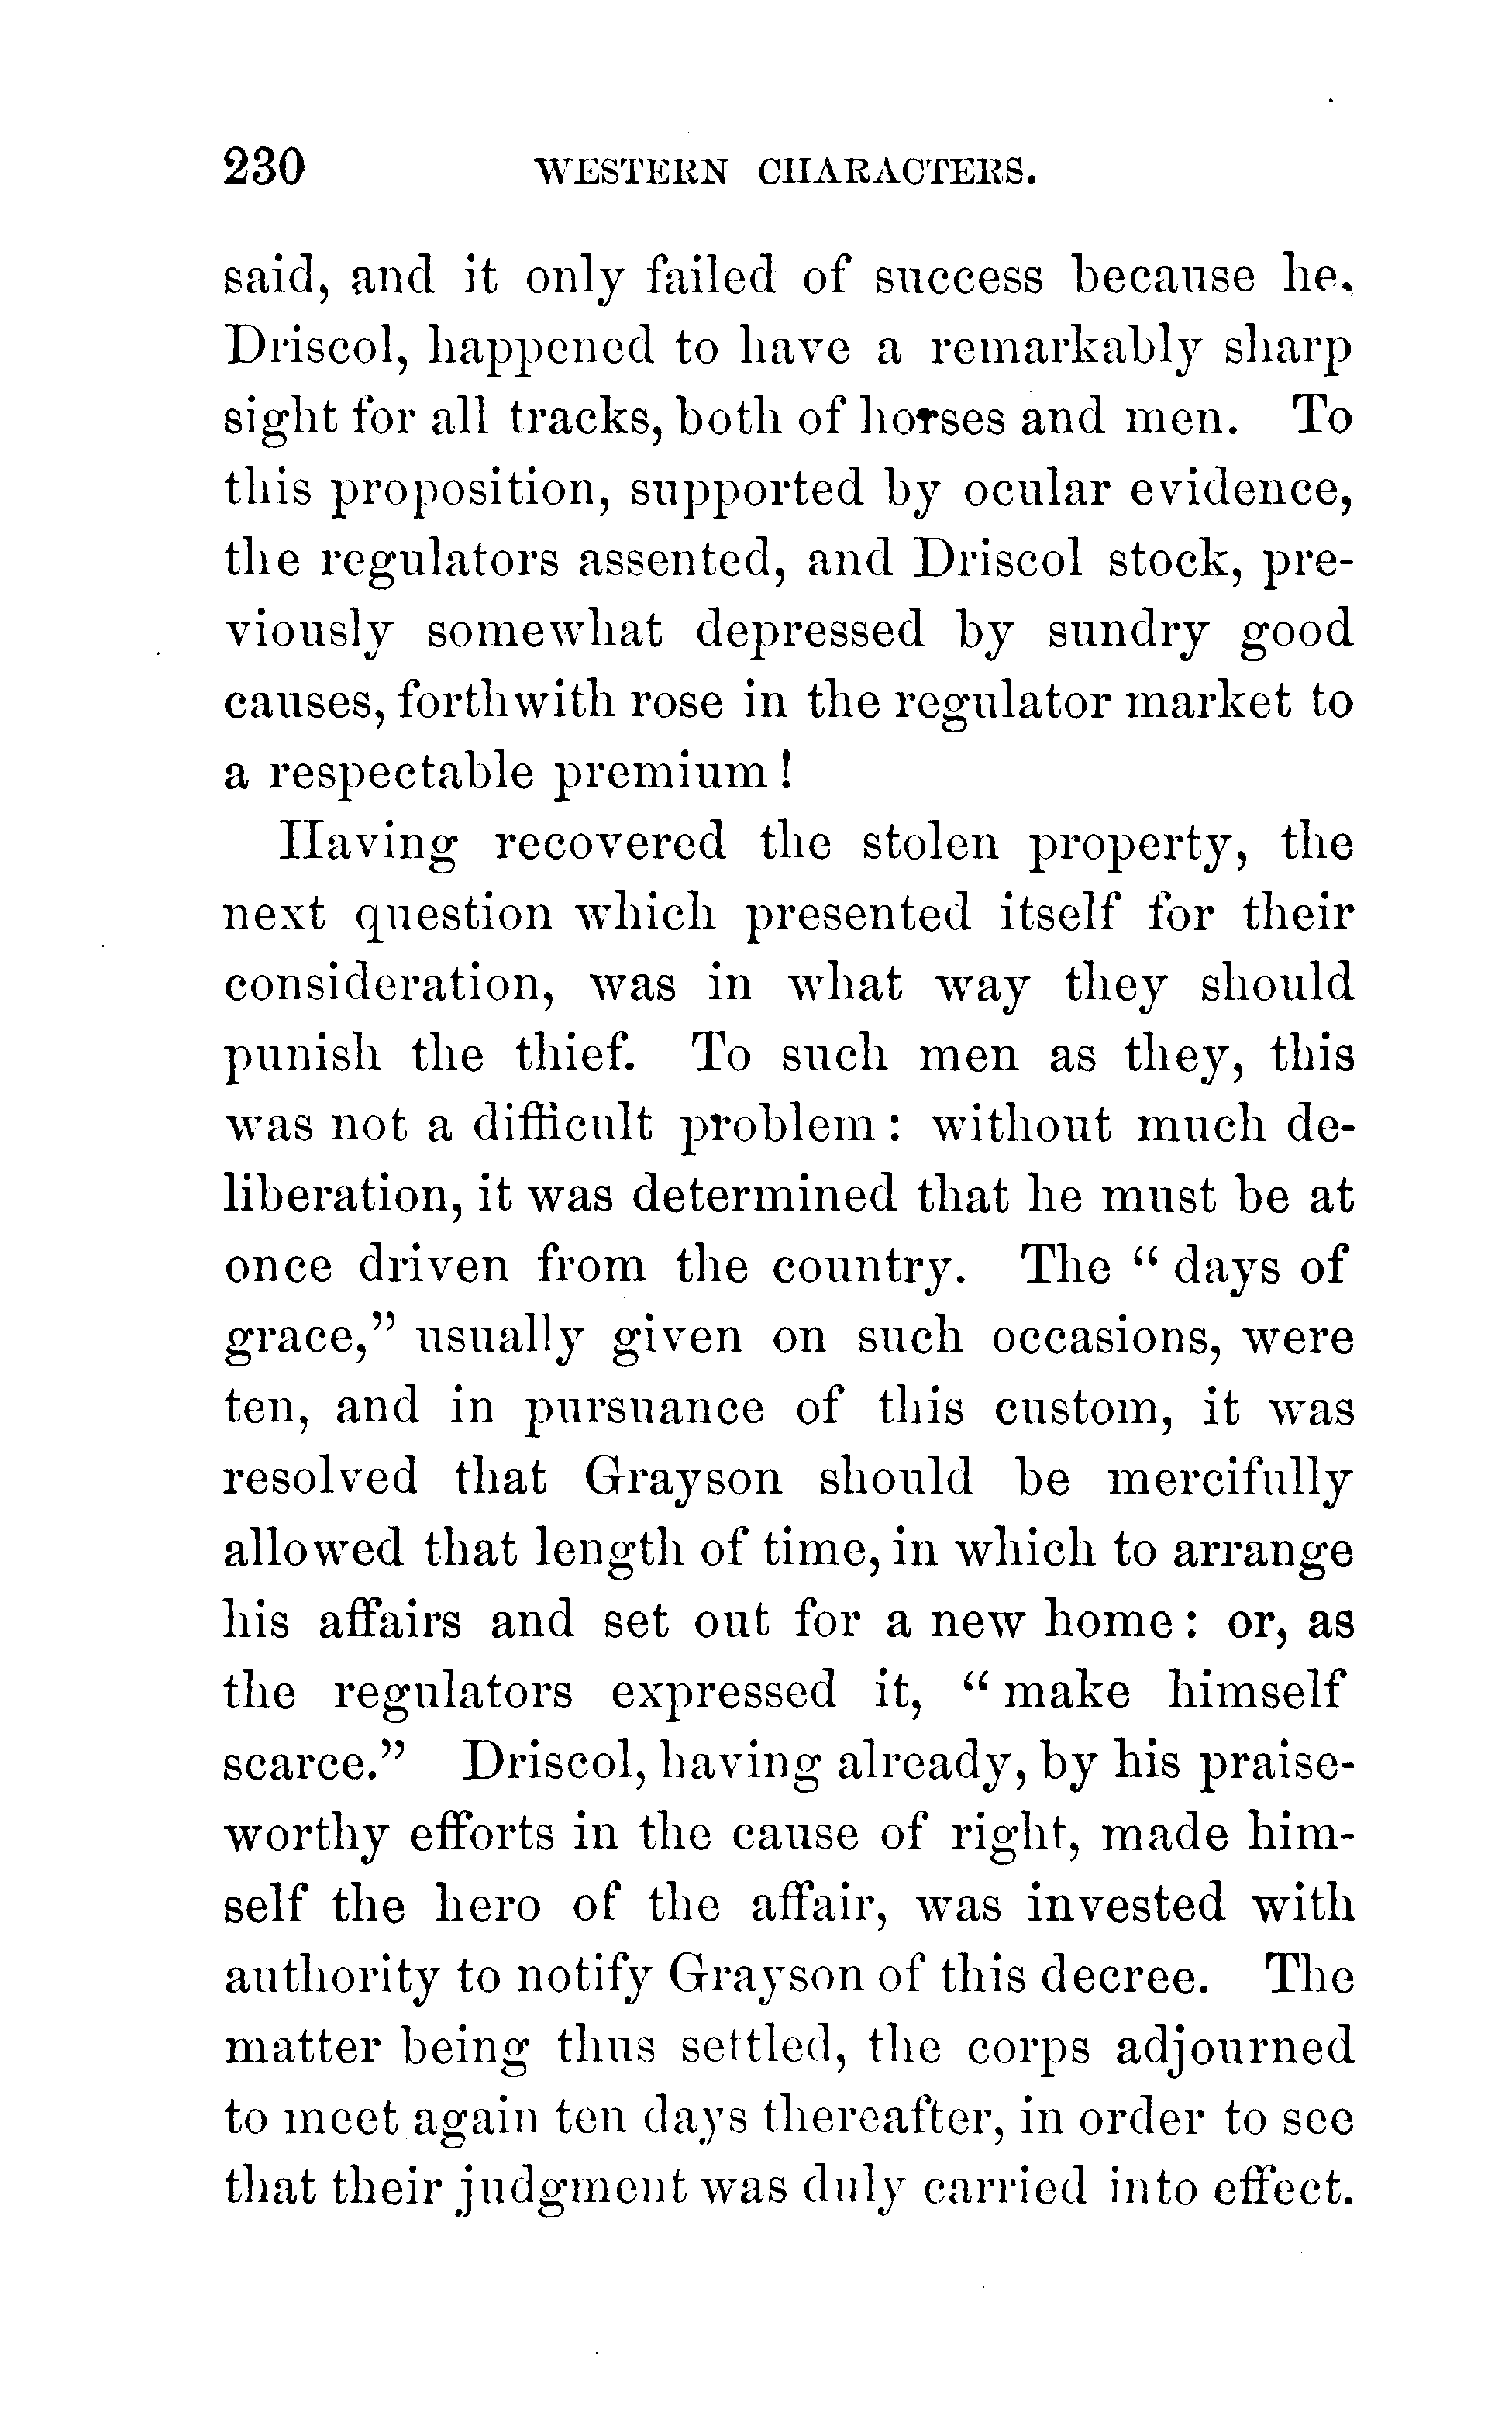 230 WESTERN CHARACTERS.
said, and it only failed of success because he,
Driscol, happened to have a remarkably sharp
sight for all tracks, both of horses and men. To
this proposition, supported by ocular evidence,
the regulators assented, and Driscol stock, pre-
viously somewhat depressed by sundry good
causes, forthwith rose in the regulator market to
a respectable premium!
Having recovered the stolen property, the
next question which presented itself for their
consideration, was in what way they should
punish the thief. To such men as they, this
was not a difficult problem: without much de-
liberation, it was determined that he must be at
once driven from the country. The “days of
grace,” usually given on such occasions, were
ten, and in pursuance of this custom, it was
resolved that Grayson should be mercifully
allowed that length of time, in which to arrange
his affairs and set out for a new home: or, as
the regulators expressed it, “make himself
scarce.” Driscol, having already, by his praise-
worthy efforts in the cause of right, made him-
self the hero of the affair, was invested with
authority to notify Grayson of this decree. The
matter being thus settled, the corps adjourned
to meet again ten days thereafter, in order to see
that their judgment was duly carried into effect.